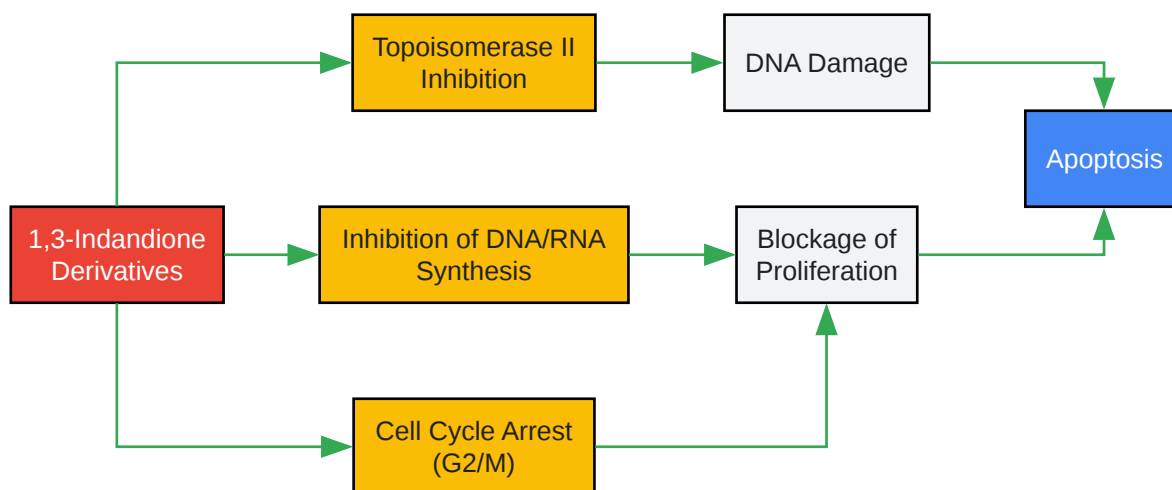 Topoisomerase II
Inhibition
DNA Damage
Apoptosis
1,3-Indandione
Derivatives
Inhibition of DNA/RNA
Synthesis
Blockage of
Proliferation
Cell Cycle Arrest
(G2/M)